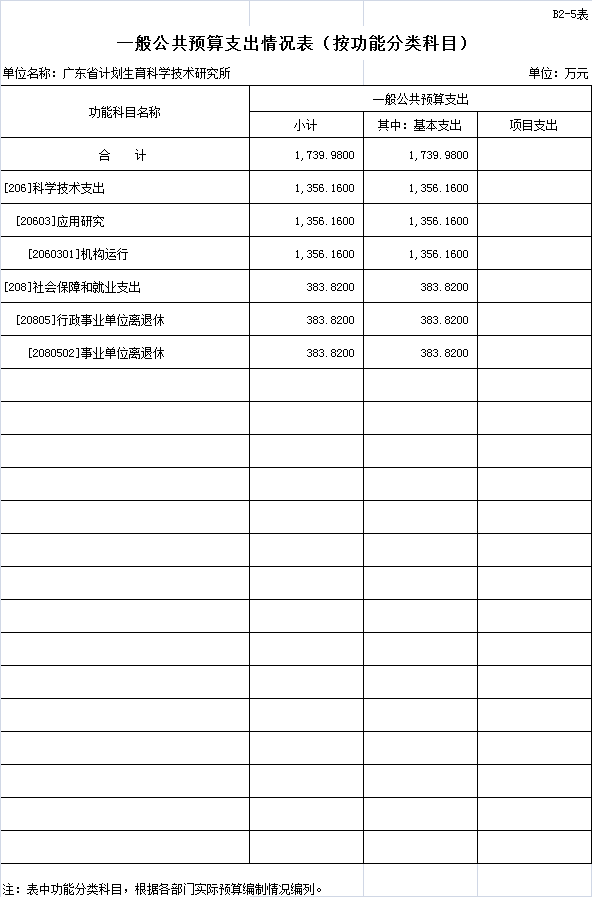 B2-5表
一般公共预算支出情况表（按功能分类科目）
单位名称：广东省计划生育科学技术研究所 单位：万元
功能科目名称 一般公共预算支出
小计 其中：基本支出 项目支出
合 计 1,739.9800 1,739.9800
[206]科学技术支出 1,356.1600 1,356.1600
[20603]应用研究 1,356.1600 1,356.1600
[2060301]机构运行 1,356.1600 1,356.1600
[208]社会保障和就业支出 383.8200 383.8200
[20805]行政事业单位离退休 383.8200 383.8200
[2080502]事业单位离退休 383.8200 383.8200
注：表中功能分类科目，根据各部门实际预算编制情况编列。